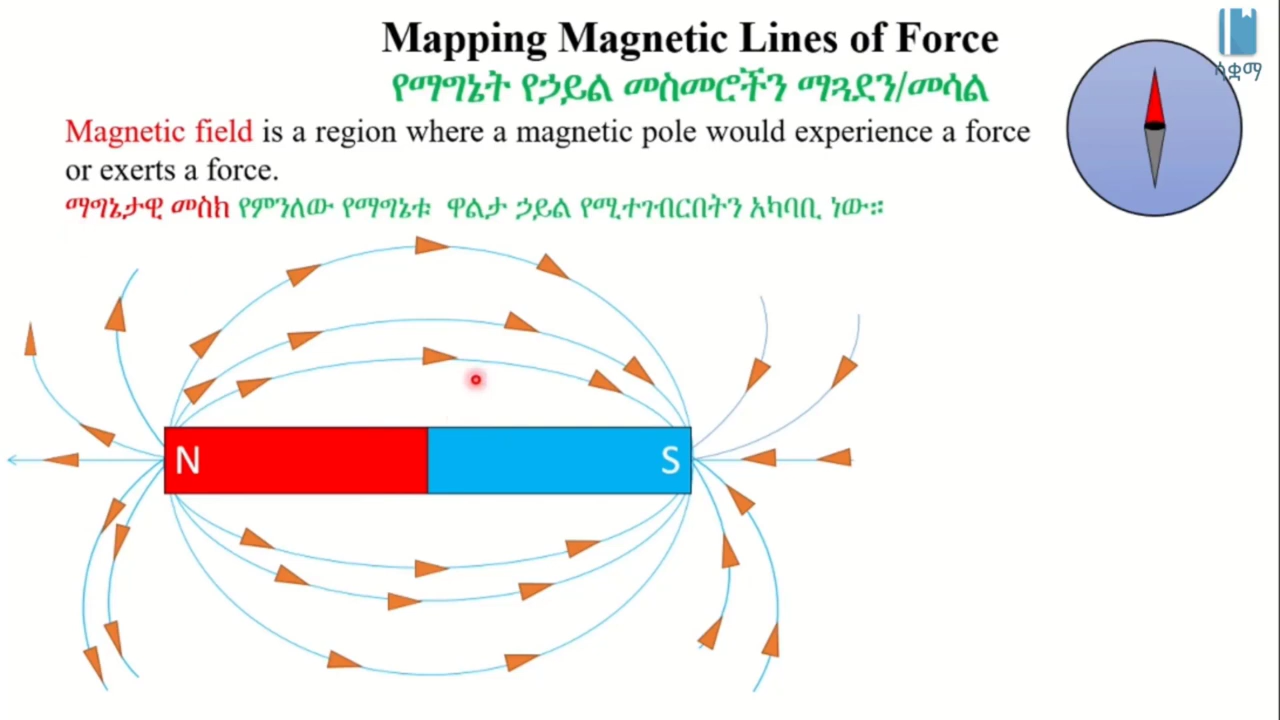 Mapping Magnetic Lines of Force
የማግኔት የኃይል መስመሮችን ማጓደን/መሳል
ሳቋማ
Magnetic field is a region where a magnetic pole would experience a force
or exerts a force.
ማግኔታዊ መስክ የምንለው የማግኔቱ ዋልታ ኃይል የሚተገብርበትን አካባቢ ነው።
N
S